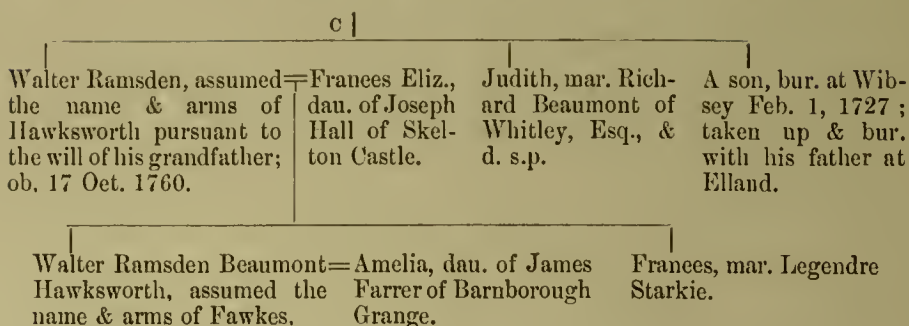 c
Walter Ramsden, assumed=
the name & arms of
Hawksworth pursuant to
the will of his grandfather;
ob. 17 Oct. 1760.
Frances Eliz.,
dau. of Joseph
Hall of Skel-
ton Castle.
Judith, mar. Rich-
ard Beaumont of
Whitley, Esq., &
d. s.p.
A son, bur. at Wib-
sey Feb. 1, 1727 ;
taken up & bur.
with his father at
Elland.
Walter Ramsden Beaumont=
Hawksworth, assumed the
name & arms of Fawkes,
Amelia, dau. of James
Farrer of Barnborough
Grange.
Frances, mar. Legendre
Starkie.